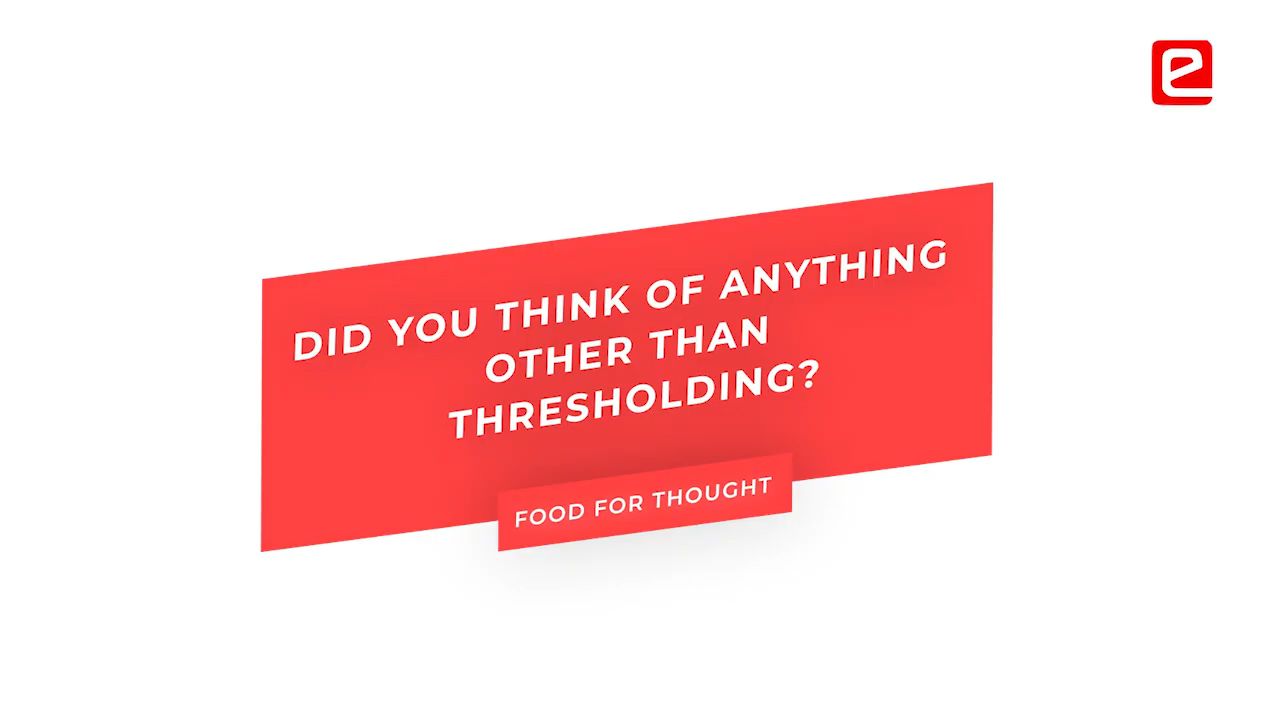 DID YOU THINK OF ANYTHING
OTHER THAN
THRESHOLDING?
FOOD FOR THOUGHT